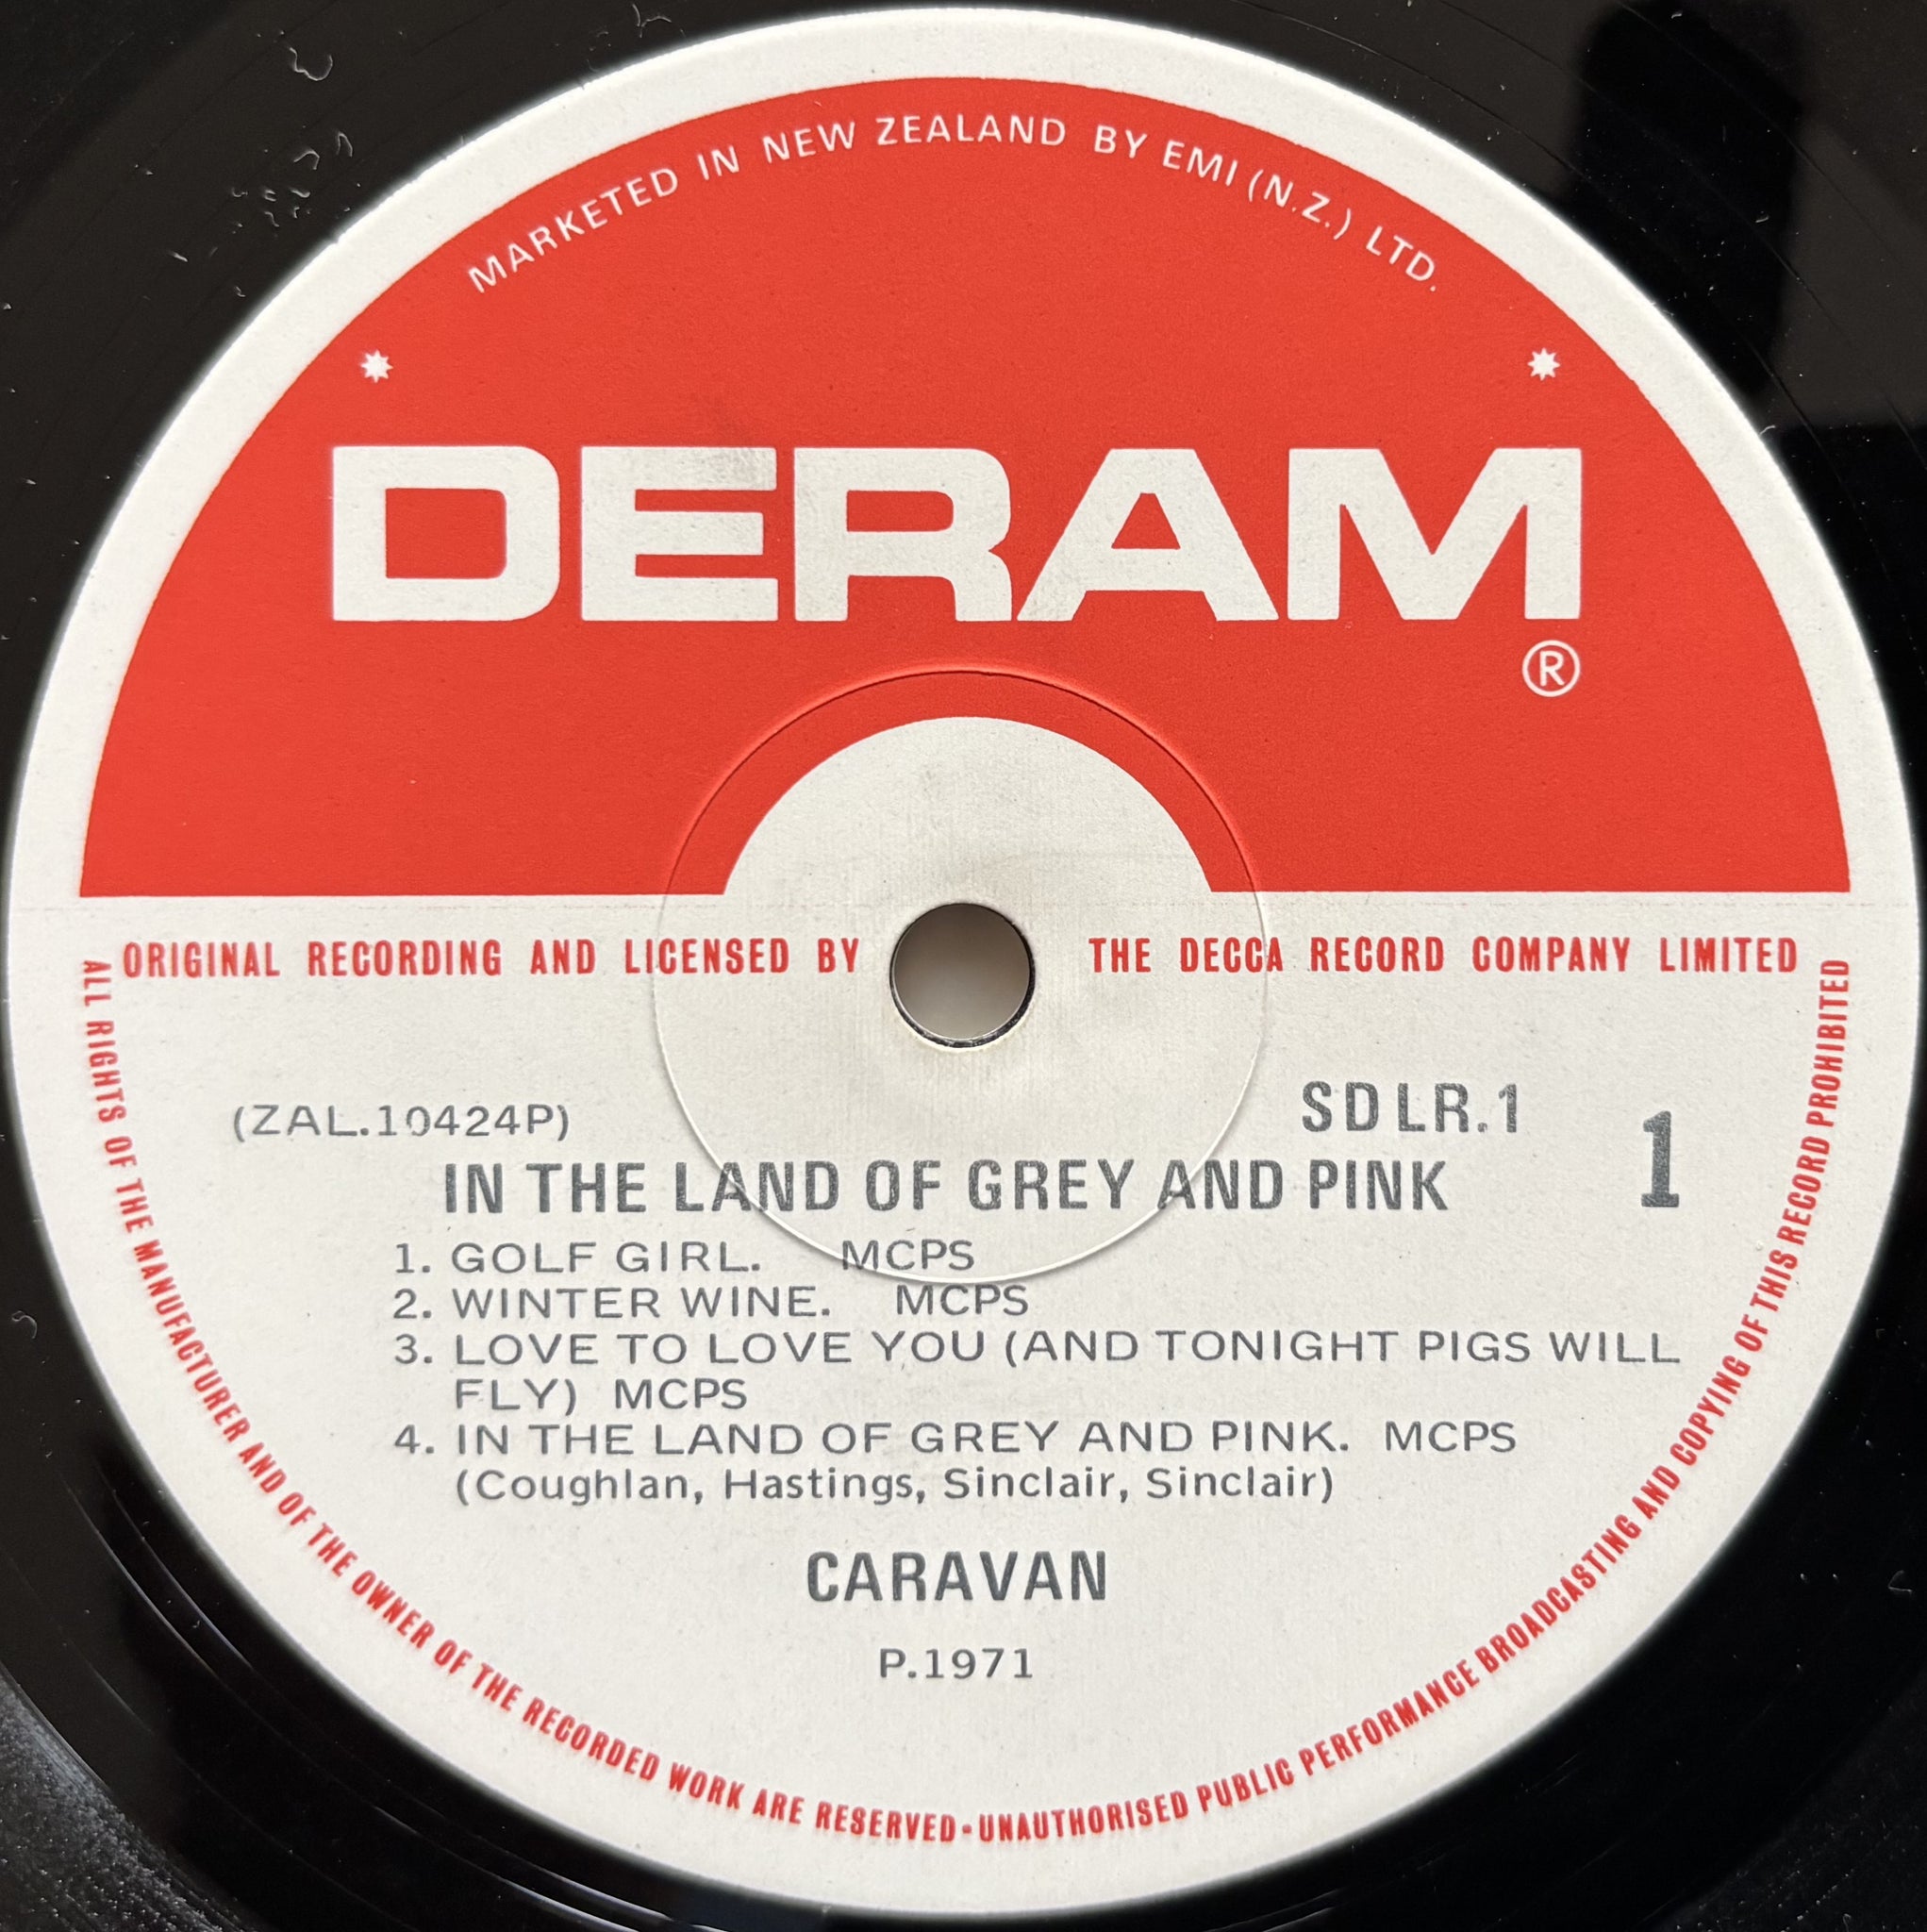 MARKETED IN NEW ZEALAND BY EMI (N.Z.) LTD.
DERAM
®
ORIGINAL RECORDING AND LICENSED BY THE DECCA RECORD COMPANY LIMITED
(ZAL.10424P)
SDLR.1
1
IN THE LAND OF GREY AND PINK
1. GOLF GIRL. MCPS
2. WINTER WINE. MCPS
3. LOVE TO LOVE YOU (AND TONIGHT PIGS WILL
FLY) MCPS
4. IN THE LAND OF GREY AND PINK. MCPS
(Coughlan, Hastings, Sinclair, Sinclair)
CARAVAN
P.1971
ALL RIGHTS OF THE MANUFACTURER AND OF THE OWNER OF THE RECORDED WORK ARE RESERVED-UNAUTHORISED PUBLIC PERFORMANCE BROADCASTING AND COPYING OF THIS RECORD PROHIBITED